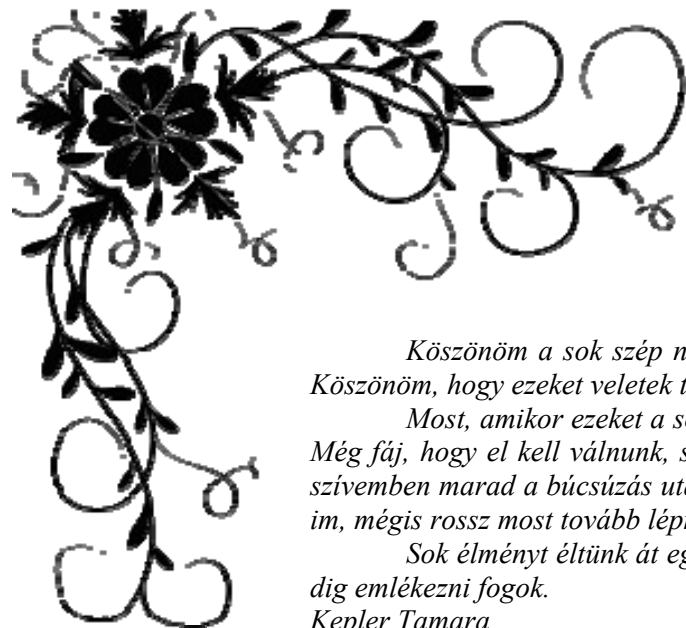 Köszönöm a sok szép
Köszönöm, hogy ezeket veletek
Most, amikor ezeket a
Még fáj, hogy el kell válnunk,
szívemben marad a búcsúzás
im, mégis rossz most tovább
Sok élményt éltünk át
dig emlékezni fogok.
Kepler Tamara